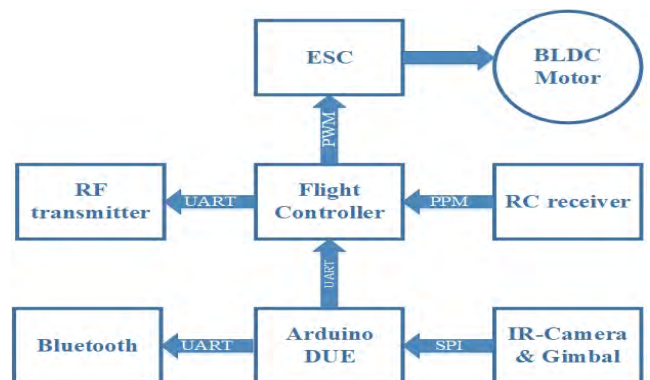 ESC
BLDC
Motor
PWM
RF
transmitter
UART
Flight
Controller
PPM
RC receiver
UART
Bluetooth
UART
Arduino
DUE
SPI
IR-Camera
& Gimbal